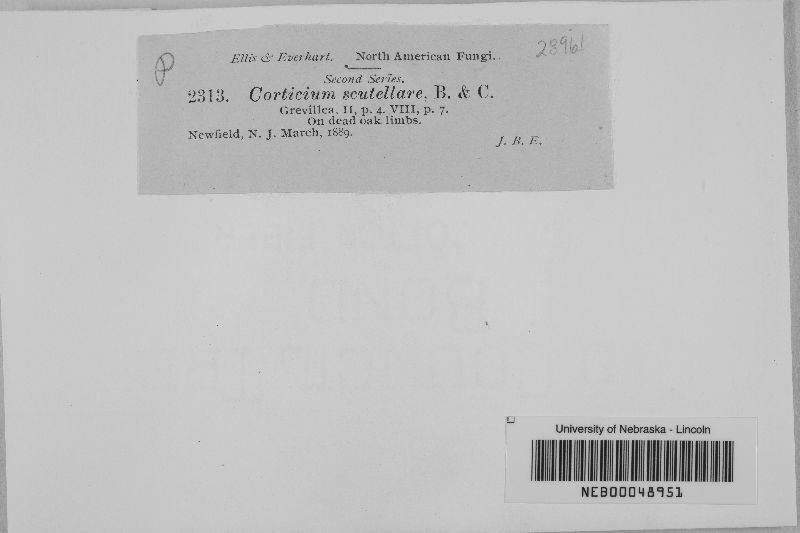 P
28961
Ellis & Everhart. North American Fungi.
Second Series.
2313. Corticium scutellare, B. & C.
Grevillea, II, p. 4. VIII, p. 7.
On dead oak limbs.
Newfield, N. J. March, 1889.
J. B. E.
University of Nebraska - Lincoln
NEB00048951